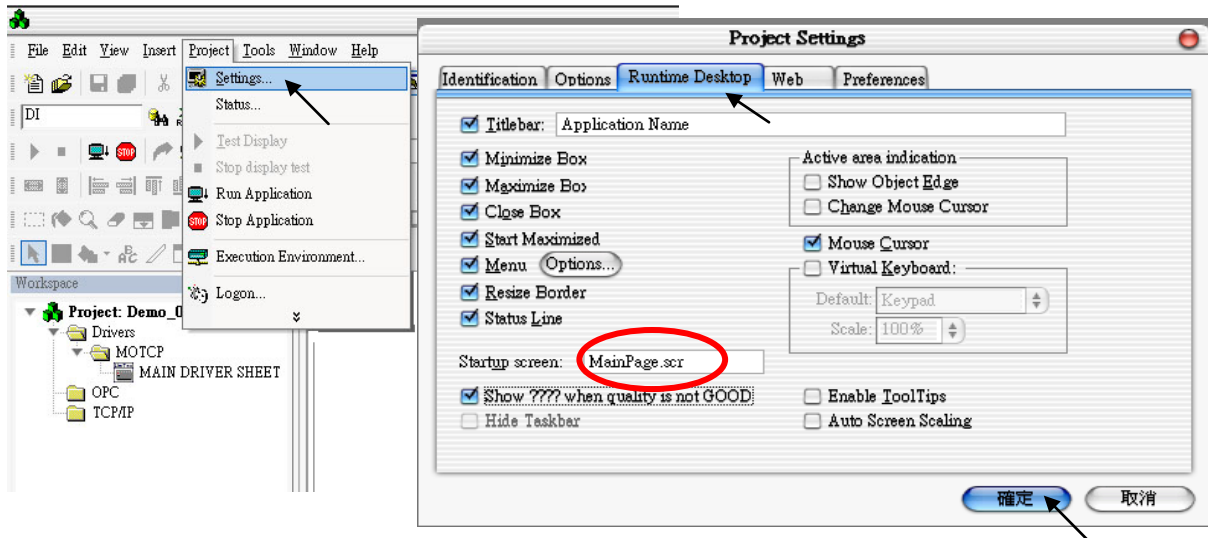 File Edit View Insert Project Tools Window Help
DI
Settings...
Status...
Test Display
Stop display test
Run Application
STOP
Stop Application
Execution Environment...
Logon...
Workspace
Project: Demo_0
Drivers
MOTCP
MAIN DRIVER SHEET
OPC
TCP/IP
Project Settings
Identification Options Runtime Desktop Web Preferences
Titlebar: Application Name
Minimize Box
Maximize Box
Close Box
Start Maximized
Menu Options...
Resize Border
Status Line
Startup screen: MainPage.scr
Show ???? when quality is not GOOD
Hide Taskbar
Active area indication
Show Object Edge
Change Mouse Cursor
Mouse Cursor
Virtual Keyboard:
Default: Keypad
Scale: 100%
Enable ToolTips
Auto Screen Scaling
確定 取消